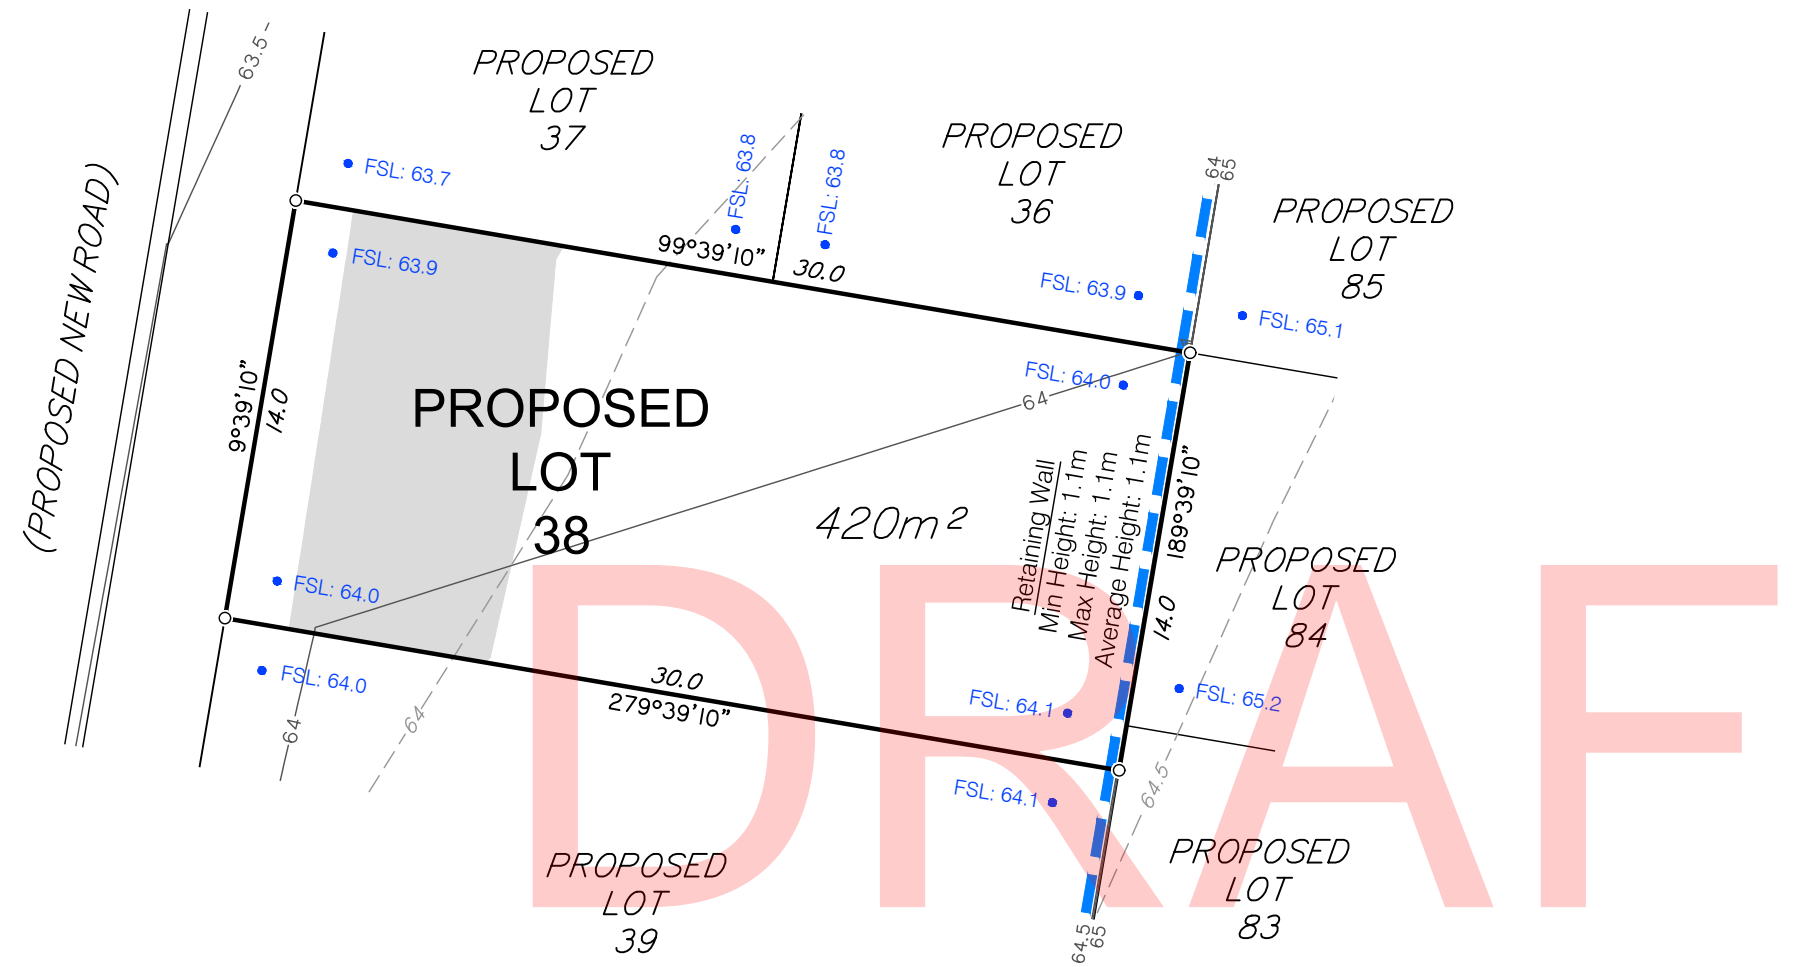 63.5
PROPOSED
LOT
37
PROPOSED
LOT
36
PROPOSED
LOT
85
64
65
(PROPOSED NEW ROAD)
FSL: 63.7
FSL: 63.8
FSL: 63.8
FSL: 63.9
99°39'10"
30.0
FSL: 63.9
FSL: 65.1
FSL: 64.0
64
9°39'10"
14.0
PROPOSED
LOT
38
420m²
Retaining Wall
Min Height: 1.1m
Max Height: 1.1m
Average Height: 1.1m
189°39'10"
14.0
PROPOSED
LOT
84
FSL: 64.0
FSL: 64.0
30.0
279°39'10"
64
64
FSL: 64.1
FSL: 65.2
FSL: 64.1
64.5
PROPOSED
LOT
39
PROPOSED
LOT
83
64.5
65
DRAF